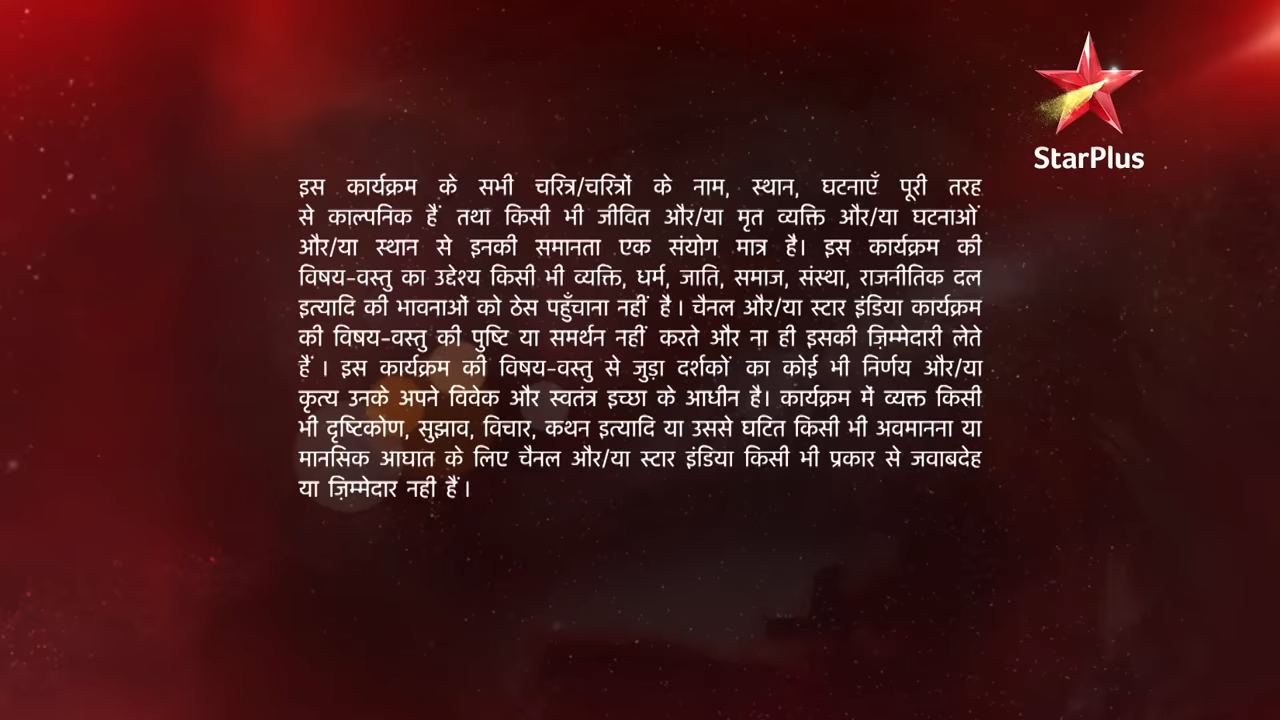 StarPlus
इस कार्यक्रम के सभी चरित्र/चरित्रों के नाम, स्थान, घटनाएँ पूरी तरह
से काल्पनिक हैं तथा किसी भी जीवित और/या मृत व्यक्ति और/या घटनाओं
और/या स्थान से इनकी समानता एक संयोग मात्र है। इस कार्यक्रम की
विषय-वस्तु का उद्देश्य किसी भी व्यक्ति, धर्म, जाति, समाज, संस्था, राजनीतिक दल
इत्यादि की भावनाओं को ठेस पहुँचाना नहीं है। चैनल और/या स्टार इंडिया कार्यक्रम
की विषय-वस्तु की पुष्टि या समर्थन नहीं करते और ना ही इसकी ज़िम्मेदारी लेते
हैं । इस कार्यक्रम की विषय-वस्तु से जुड़ा दर्शकों का कोई भी निर्णय और/या
कृत्य उनके अपने विवेक और स्वतंत्र इच्छा के आधीन है। कार्यक्रम में व्यक्त किसी
भी दृष्टिकोण, सुझाव, विचार, कथन इत्यादि या उससे घटित किसी भी अवमानना या
मानसिक आघात के लिए चैनल और/या स्टार इंडिया किसी भी प्रकार से जवाबदेह
या ज़िम्मेदार नही हैं ।